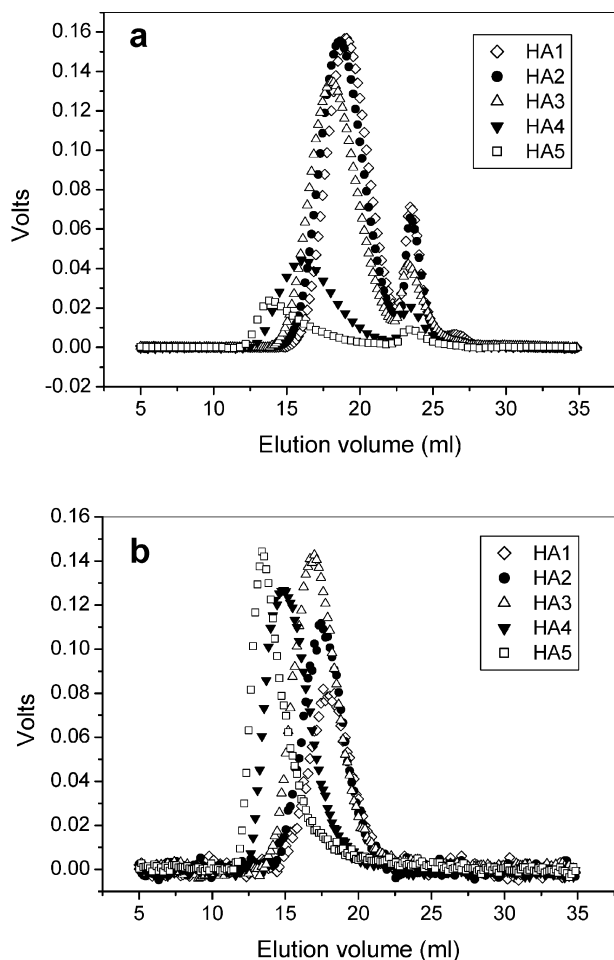 a
HA1
HA2
HA3
HA4
HA5
0.16
0.14
0.12
0.10
0.08
0.06
0.04
0.02
0.00
-0.02
Volts
5 10 15 20 25 30 35
Elution volume (ml)
b
HA1
HA2
HA3
HA4
HA5
0.16
0.14
0.12
0.10
0.08
0.06
0.04
0.02
0.00
Volts
5 10 15 20 25 30 35
Elution volume (ml)